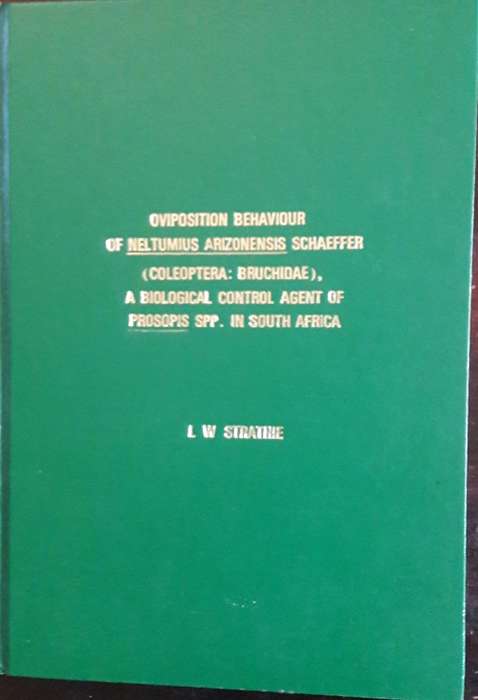 OVIPOSITION BEHAVIOUR
OF NELTUMIUS ARIZONENSIS SCHAEFFER
(COLEOPTERA: BRUCHIDAE),
A BIOLOGICAL CONTROL AGENT OF
PROSOPIS SPP. IN SOUTH AFRICA
L W STRATHIE